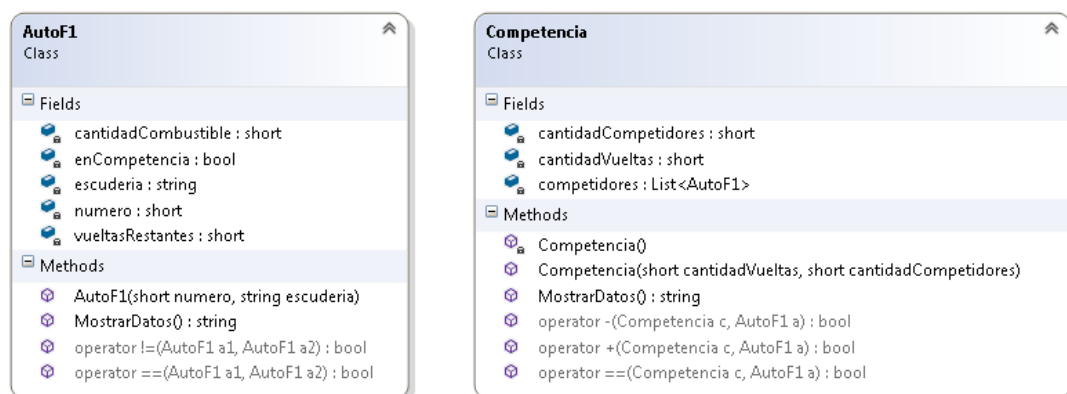 AutoF1
Class
Fields
cantidadCombustible : short
enCompetencia : bool
escuderia : string
numero : short
vueltasRestantes : short
Methods
AutoF1(short numero, string escuderia)
MostrarDatos() : string
operator !=(AutoF1 a1, AutoF1 a2) : bool
operator ==(AutoF1 a1, AutoF1 a2) : bool
Competencia
Class
Fields
cantidadCompetidores : short
cantidadVueltas : short
competidores : List<AutoF1>
Methods
Competencia()
Competencia(short cantidadVueltas, short cantidadCompetidores)
MostrarDatos() : string
operator -(Competencia c, AutoF1 a) : bool
operator +(Competencia c, AutoF1 a) : bool
operator ==(Competencia c, AutoF1 a) : bool